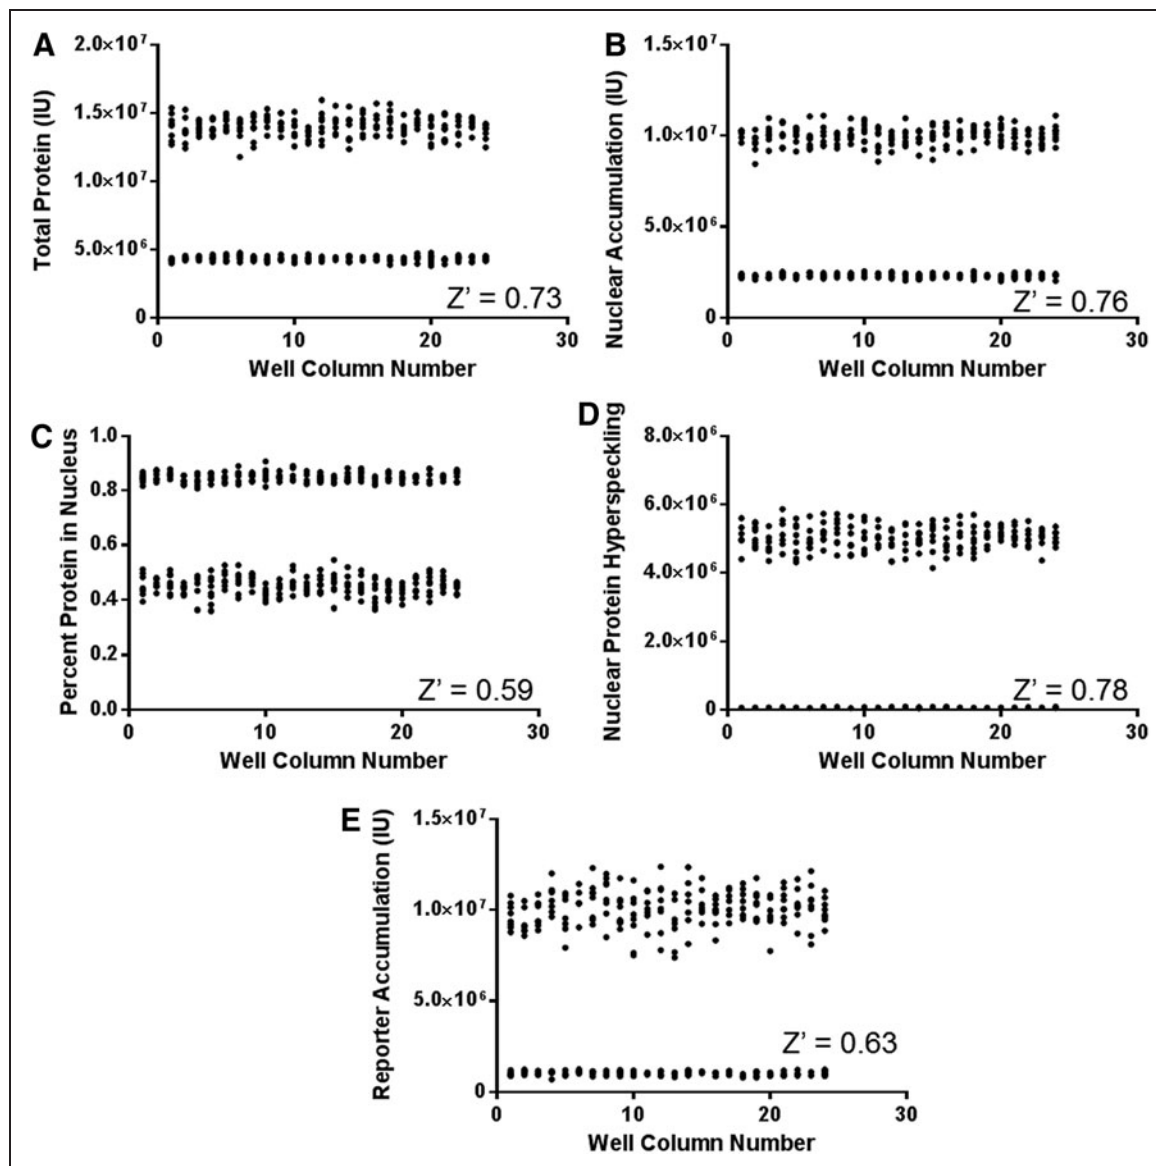 A
Total Protein (IU)
2.0×10⁷
1.5×10⁷
1.0×10⁷
5.0×10⁶
0
Z’ = 0.73
0 10 20 30
Well Column Number
B
Nuclear Accumulation (IU)
1.5×10⁷
1.0×10⁷
5.0×10⁶
0
Z’ = 0.76
0 10 20 30
Well Column Number
C
Percent Protein in Nucleus
1.0
0.8
0.6
0.4
0.2
0.0
Z’ = 0.59
0 10 20 30
Well Column Number
D
Nuclear Protein Hyperspeckling
8.0×10⁶
6.0×10⁶
4.0×10⁶
2.0×10⁶
0
Z’ = 0.78
0 10 20 30
Well Column Number
E
Reporter Accumulation (IU)
1.5×10⁷
1.0×10⁷
5.0×10⁶
0
Z’ = 0.63
0 10 20 30
Well Column Number